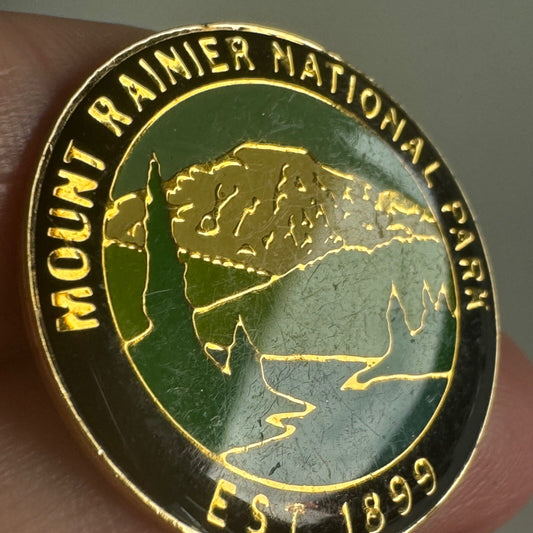 MOUNT RAINIER NATIONAL PARK
EST 1899